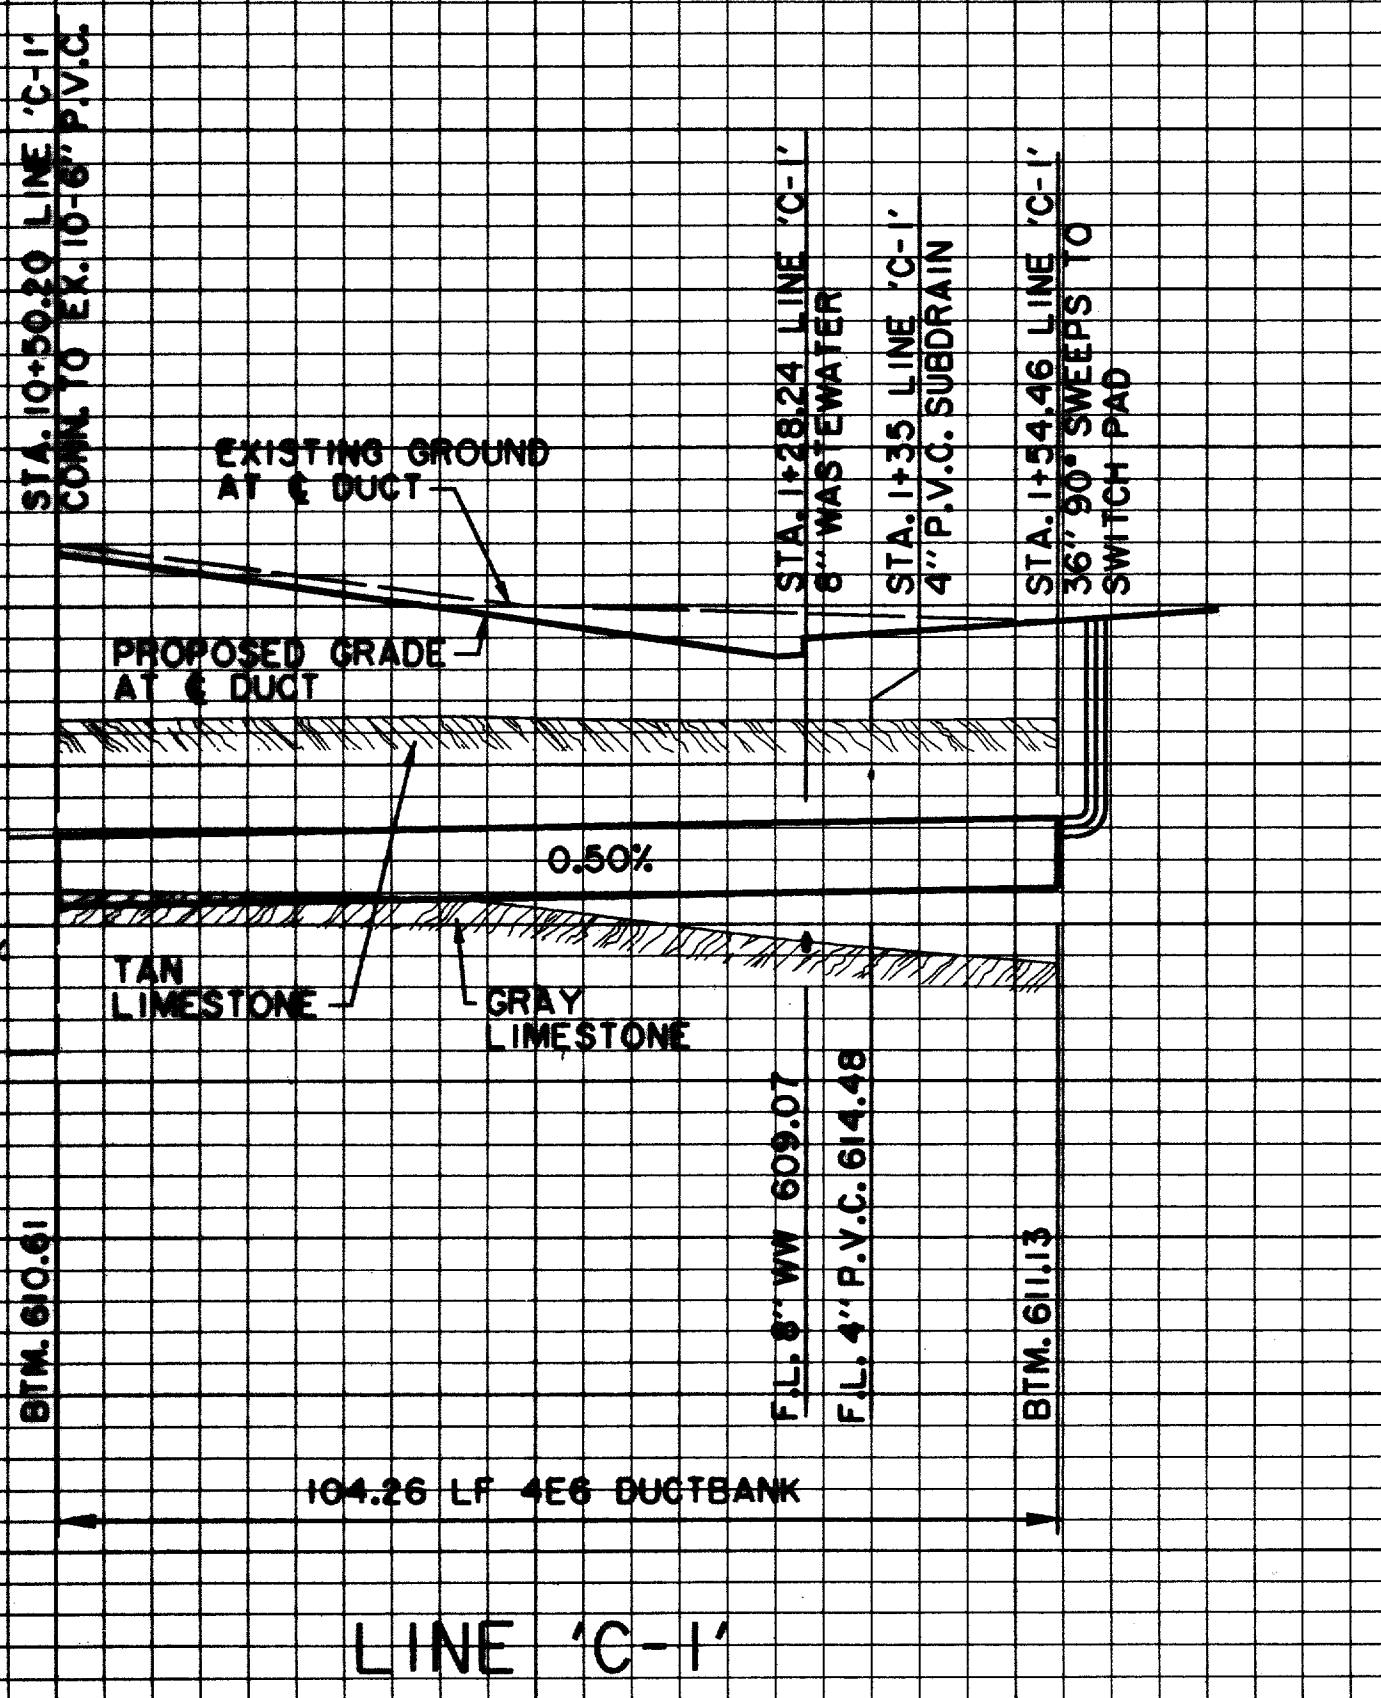 STA. 10+50.20 LINE 'C-1'
CONN. TO EX. 10-6" P.V.C.
STA. 1+28.24 LINE 'C-1'
8" WASTEWATER
STA. 1+35 LINE 'C-1'
4" P.V.C. SUBDRAIN
STA. 1+54.46 LINE 'C-1'
36" 90° SWEEPS TO
SWITCH PAD
EXISTING GROUND
AT ℄ DUCT
PROPOSED GRADE
AT ℄ DUCT
0.50%
TAN
LIMESTONE
GRAY
LIMESTONE
BTM. 610.61
F.L. 8" WW 609.07
F.L. 4" P.V.C. 614.48
BTM. 611.13
104.26 LF 4E6 DUCTBANK
LINE 'C-1'